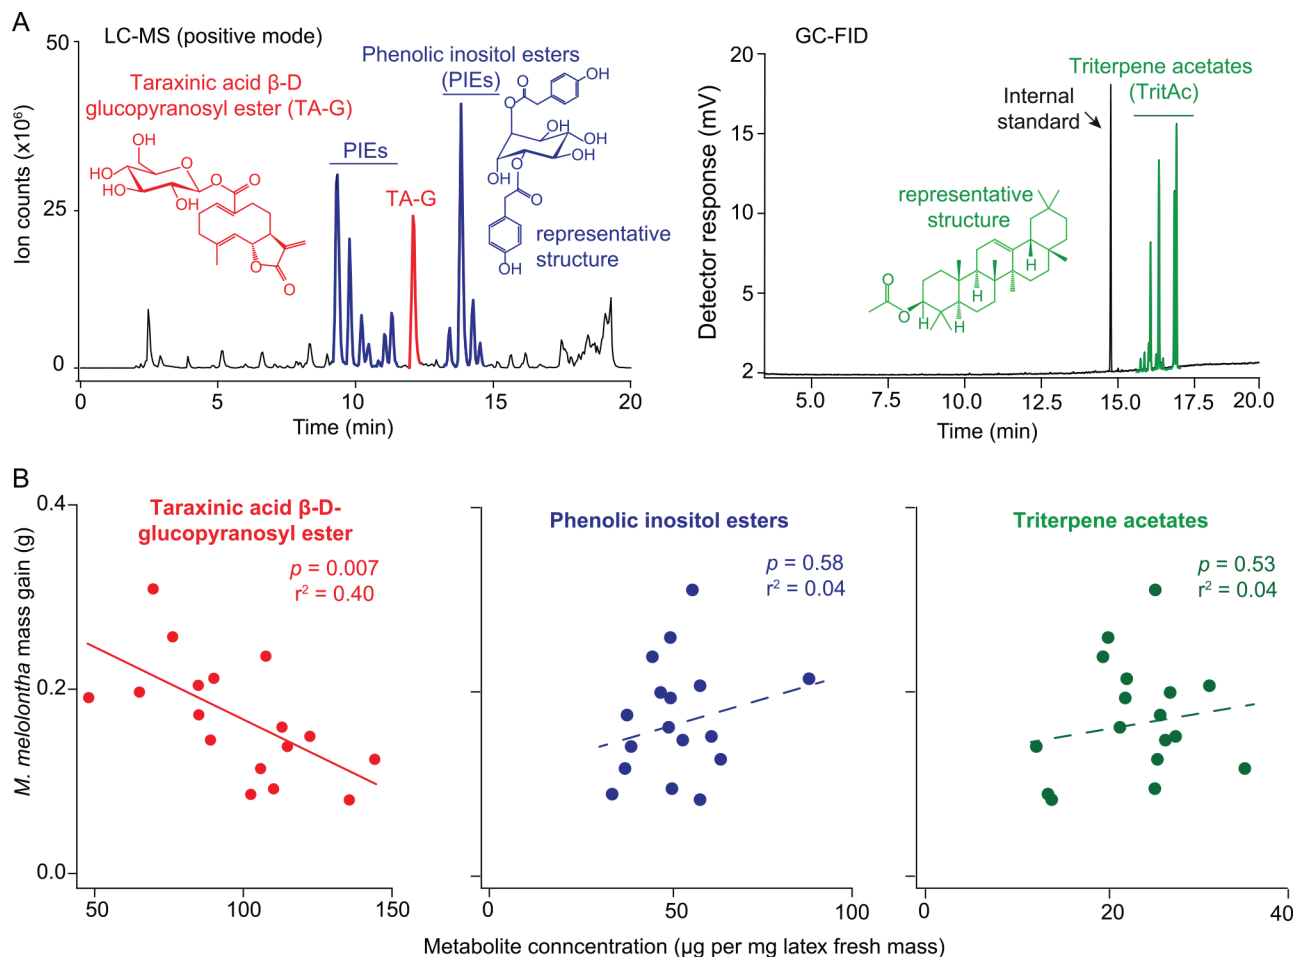 A
LC-MS (positive mode)
Taraxinic acid β-D
glucopyranosyl ester (TA-G)
Phenolic inositol esters
(PIEs)
PIEs
TA-G
representative
structure
OH
O
HO
HO
OH
O
O
O
O
O
OH
OH
OH
OH
OH
O
O
O
O
OH
Ion counts (x10⁶)
50
25
0
0
5
10
15
20
Time (min)
GC-FID
Internal
standard
Triterpene acetates
(TritAc)
representative
structure
O
O
H
H
H
H
Detector response (mV)
20
15
10
5
2
5.0
7.5
10.0
12.5
15.0
17.5
20.0
Time (min)
B
Taraxinic acid β-D-
glucopyranosyl ester
p = 0.007
r² = 0.40
Phenolic inositol esters
p = 0.58
r² = 0.04
Triterpene acetates
p = 0.53
r² = 0.04
M. melolontha mass gain (g)
0.4
0.2
0.0
50
100
150
0
50
100
0
20
40
Metabolite conncentration (µg per mg latex fresh mass)